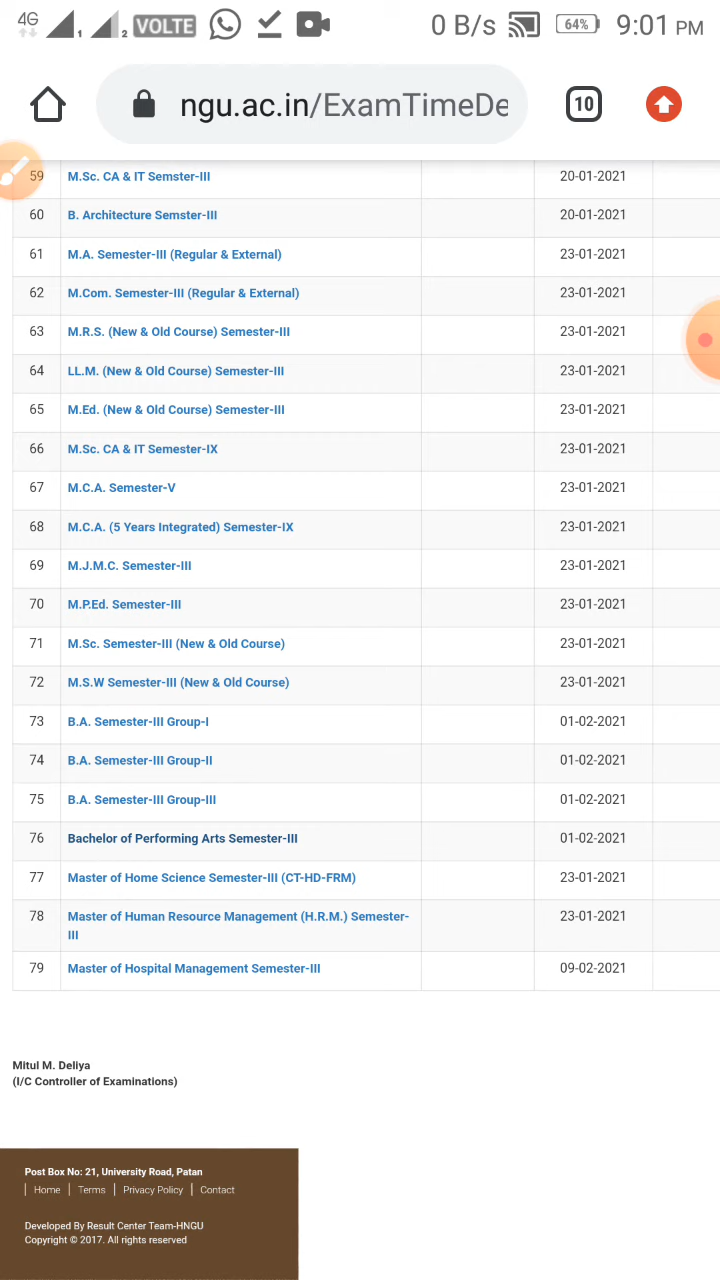 4G 1 2 VOLTE 0 B/s 64% 9:01 PM
ngu.ac.in/ExamTimeDe 10
59 M.Sc. CA & IT Semster-III 20-01-2021
60 B. Architecture Semster-III 20-01-2021
61 M.A. Semester-III (Regular & External) 23-01-2021
62 M.Com. Semester-III (Regular & External) 23-01-2021
63 M.R.S. (New & Old Course) Semester-III 23-01-2021
64 LL.M. (New & Old Course) Semester-III 23-01-2021
65 M.Ed. (New & Old Course) Semester-III 23-01-2021
66 M.Sc. CA & IT Semester-IX 23-01-2021
67 M.C.A. Semester-V 23-01-2021
68 M.C.A. (5 Years Integrated) Semester-IX 23-01-2021
69 M.J.M.C. Semester-III 23-01-2021
70 M.P.Ed. Semester-III 23-01-2021
71 M.Sc. Semester-III (New & Old Course) 23-01-2021
72 M.S.W Semester-III (New & Old Course) 23-01-2021
73 B.A. Semester-III Group-I 01-02-2021
74 B.A. Semester-III Group-II 01-02-2021
75 B.A. Semester-III Group-III 01-02-2021
76 Bachelor of Performing Arts Semester-III 01-02-2021
77 Master of Home Science Semester-III (CT-HD-FRM) 23-01-2021
78 Master of Human Resource Management (H.R.M.) Semester- 23-01-2021
III
79 Master of Hospital Management Semester-III 09-02-2021
Mitul M. Deliya
(I/C Controller of Examinations)
Post Box No: 21, University Road, Patan
| Home | Terms | Privacy Policy | Contact
Developed By Result Center Team-HNGU
Copyright © 2017. All rights reserved